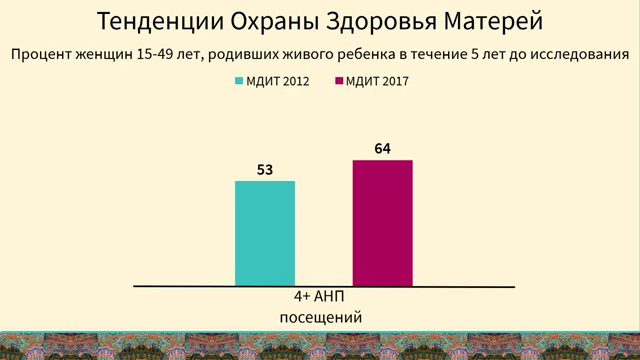 Тенденции Охраны Здоровья Матерей
Процент женщин 15-49 лет, родивших живого ребенка в течение 5 лет до исследования
МДИТ 2012 МДИТ 2017
53
64
4+ АНП
посещений